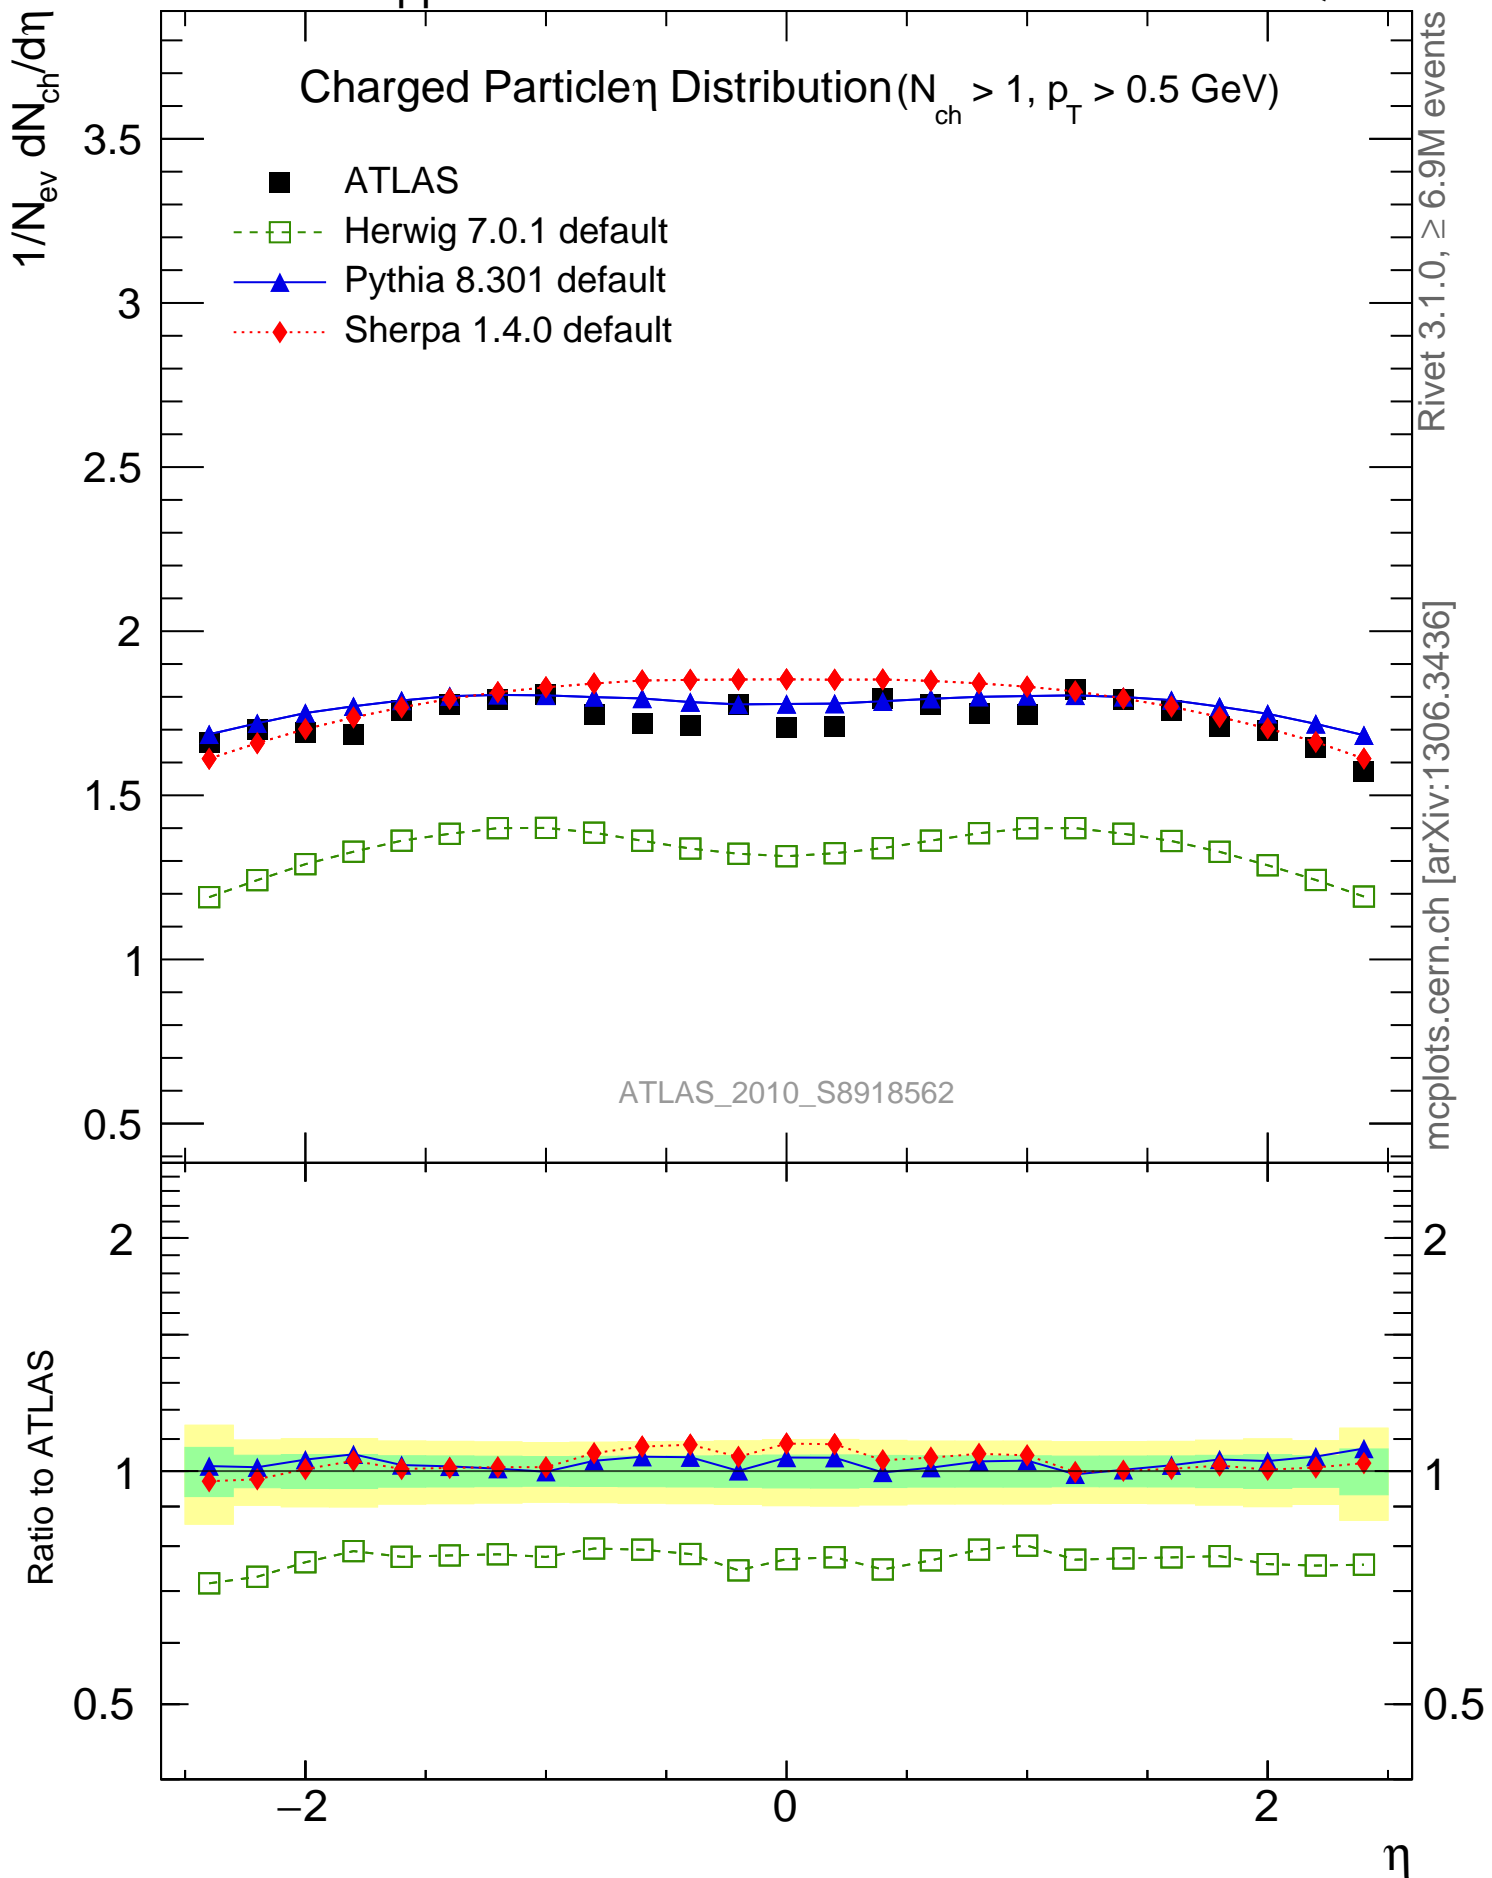 pp
Charged Particleη Distribution (N_ch > 1, p_T > 0.5 GeV)
1/N_ev dN_ch/dη
ATLAS
Herwig 7.0.1 default
Pythia 8.301 default
Sherpa 1.4.0 default
3.5
3
2.5
2
1.5
1
0.5
ATLAS_2010_S8918562
Rivet 3.1.0, ≥ 6.9M events
mcplots.cern.ch [arXiv:1306.3436]
Ratio to ATLAS
2
1
0.5
2
1
0.5
−2
0
2
η